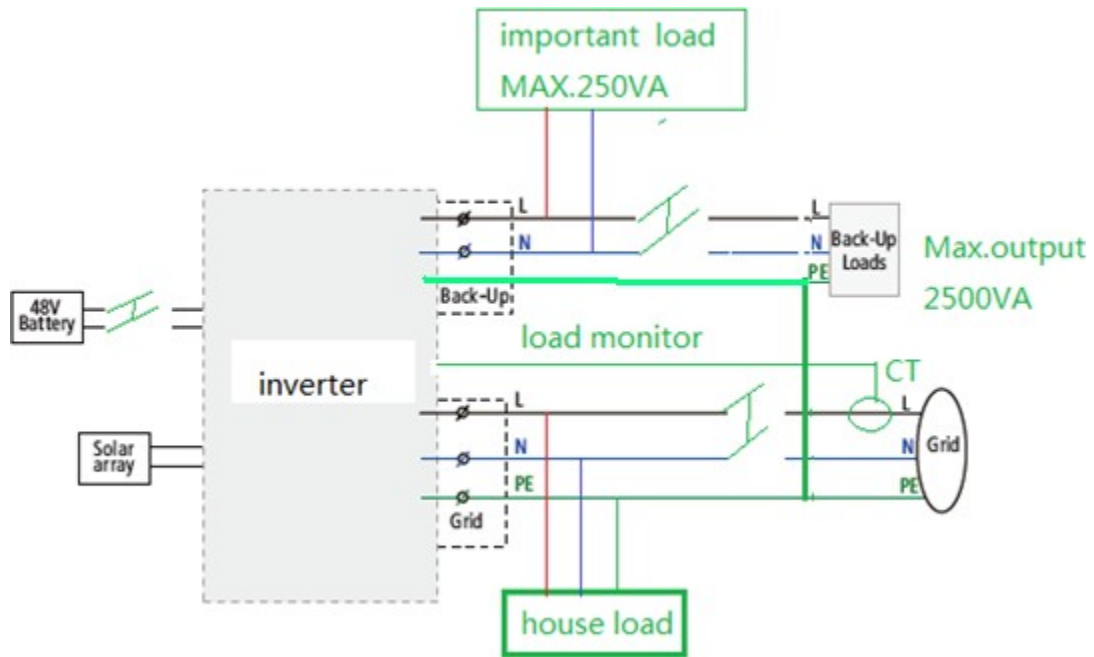 important load
MAX.250VA
L
N
Back-Up
L
N
PE
Back-Up
Loads
Max.output
2500VA
48V
Battery
load monitor
CT
inverter
L
N
PE
Grid
L
N
PE
Grid
Solar
array
house load